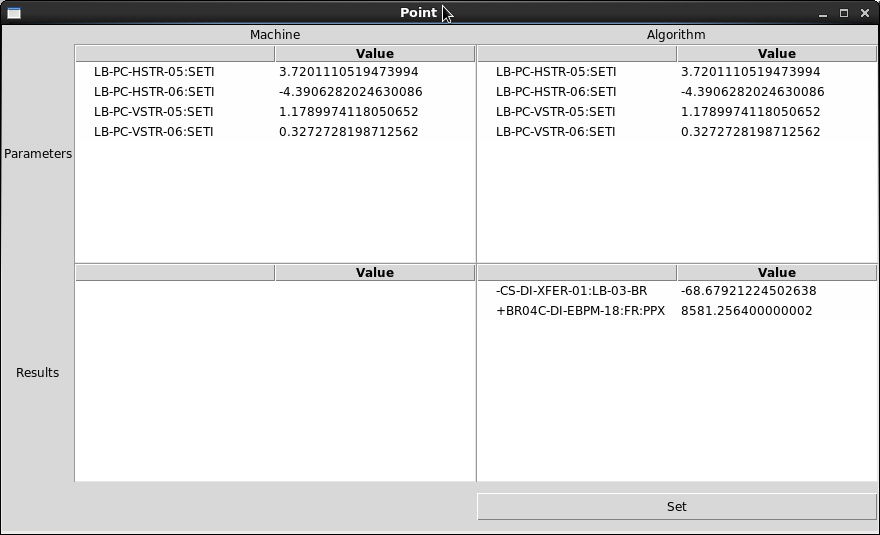 Point
Machine Algorithm
Value Value
LB-PC-HSTR-05:SETI 3.7201110519473994 LB-PC-HSTR-05:SETI 3.7201110519473994
LB-PC-HSTR-06:SETI -4.3906282024630086 LB-PC-HSTR-06:SETI -4.3906282024630086
LB-PC-VSTR-05:SETI 1.1789974118050652 LB-PC-VSTR-05:SETI 1.1789974118050652
LB-PC-VSTR-06:SETI 0.3272728198712562 LB-PC-VSTR-06:SETI 0.3272728198712562
Parameters
Value Value
-CS-DI-XFER-01:LB-03-BR -68.67921224502638
+BR04C-DI-EBPM-18:FR:PPX 8581.256400000002
Results
Set